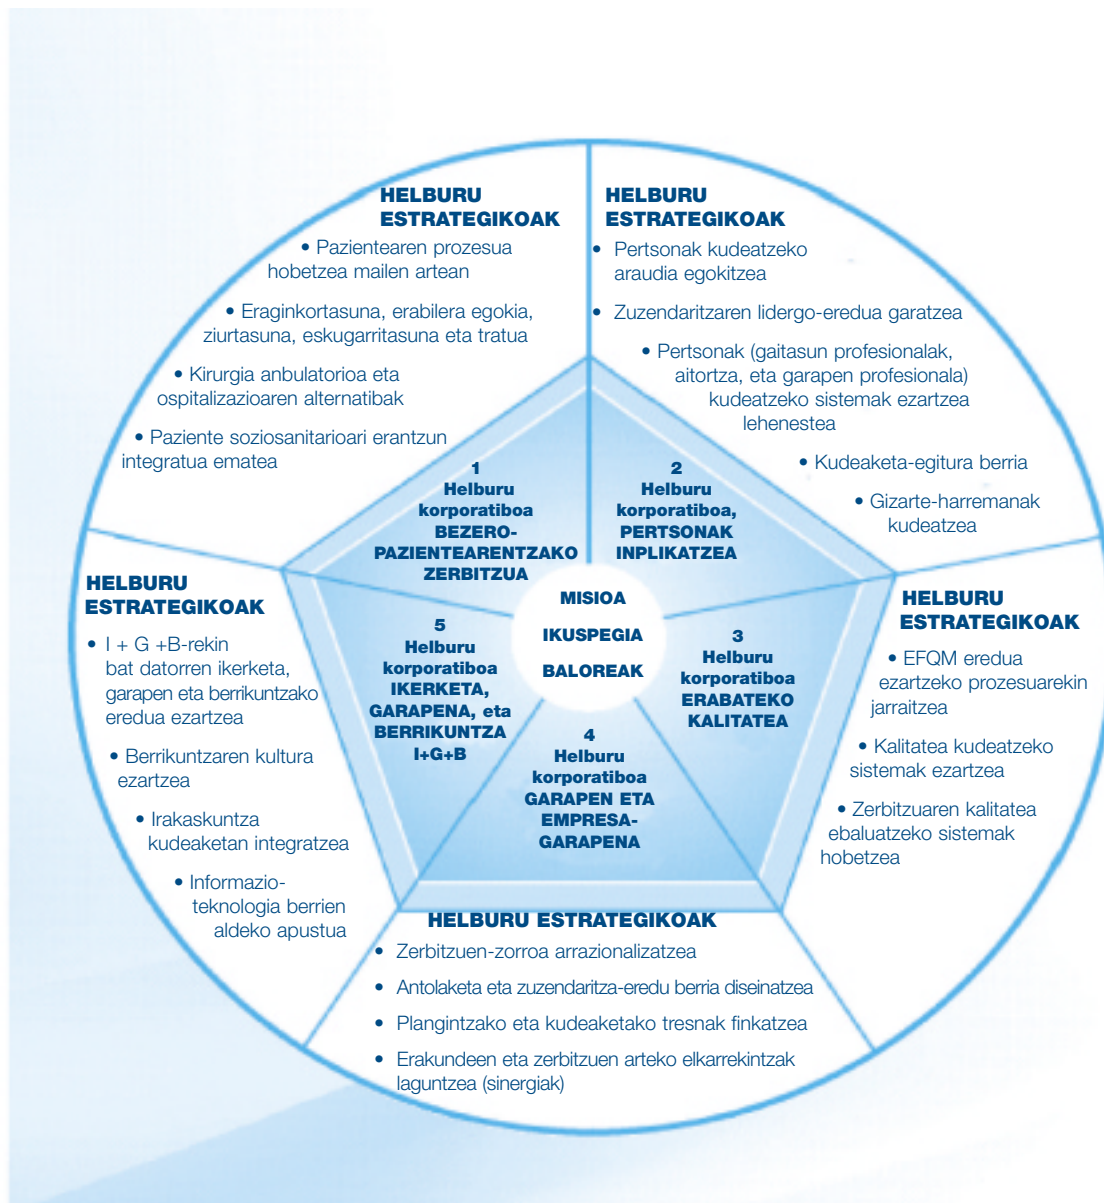 HELBURU
ESTRATEGIKOAK
• Pazientearen prozesua
hobetzea mailen artean
• Eraginkortasuna, erabilera egokia,
ziurtasuna, eskugarritasuna eta tratua
• Kirurgia anbulatorioa eta
ospitalizazioaren alternatibak
• Paziente soziosanitarioari erantzun
integratua ematea
HELBURU
ESTRATEGIKOAK
• Pertsonak kudeatzeko
araudia egokitzea
• Zuzendaritzaren lidergo-eredua garatzea
• Pertsonak (gaitasun profesionalak,
aitortza, eta garapen profesionala)
kudeatzeko sistemak ezartzea
lehenestea
• Kudeaketa-egitura berria
• Gizarte-harremanak
kudeatzea
1
Helburu
korporatiboa
BEZERO-
PAZIENTEARENTZAKO
ZERBITZUA
2
Helburu
korporatiboa,
PERTSONAK
INPLIKATZEA
MISIOA
IKUSPEGIA
BALOREAK
3
Helburu
korporatiboa
ERABATEKO
KALITATEA
4
Helburu
korporatiboa
GARAPEN ETA
EMPRESA-
GARAPENA
5
Helburu
korporatiboa
IKERKETA,
GARAPENA, eta
BERRIKUNTZA
I+G+B
HELBURU
ESTRATEGIKOAK
• EFQM eredua
ezartzeko prozesuarekin
jarraitzea
• Kalitatea kudeatzeko
sistemak ezartzea
• Zerbitzuaren kalitatea
ebaluatzeko sistemak
hobetzea
HELBURU
ESTRATEGIKOAK
• I + G +B-rekin
bat datorren ikerketa,
garapen eta berrikuntzako
eredua ezartzea
• Berrikuntzaren kultura
ezartzea
• Irakaskuntza
kudeaketan integratzea
• Informazio-
teknologia berrien
aldeko apustua
HELBURU ESTRATEGIKOAK
• Zerbitzuen-zorroa arrazionalizatzea
• Antolaketa eta zuzendaritza-eredu berria diseinatzea
• Plangintzako eta kudeaketako tresnak finkatzea
• Erakundeen eta zerbitzuen arteko elkarrekintzak
laguntzea (sinergiak)